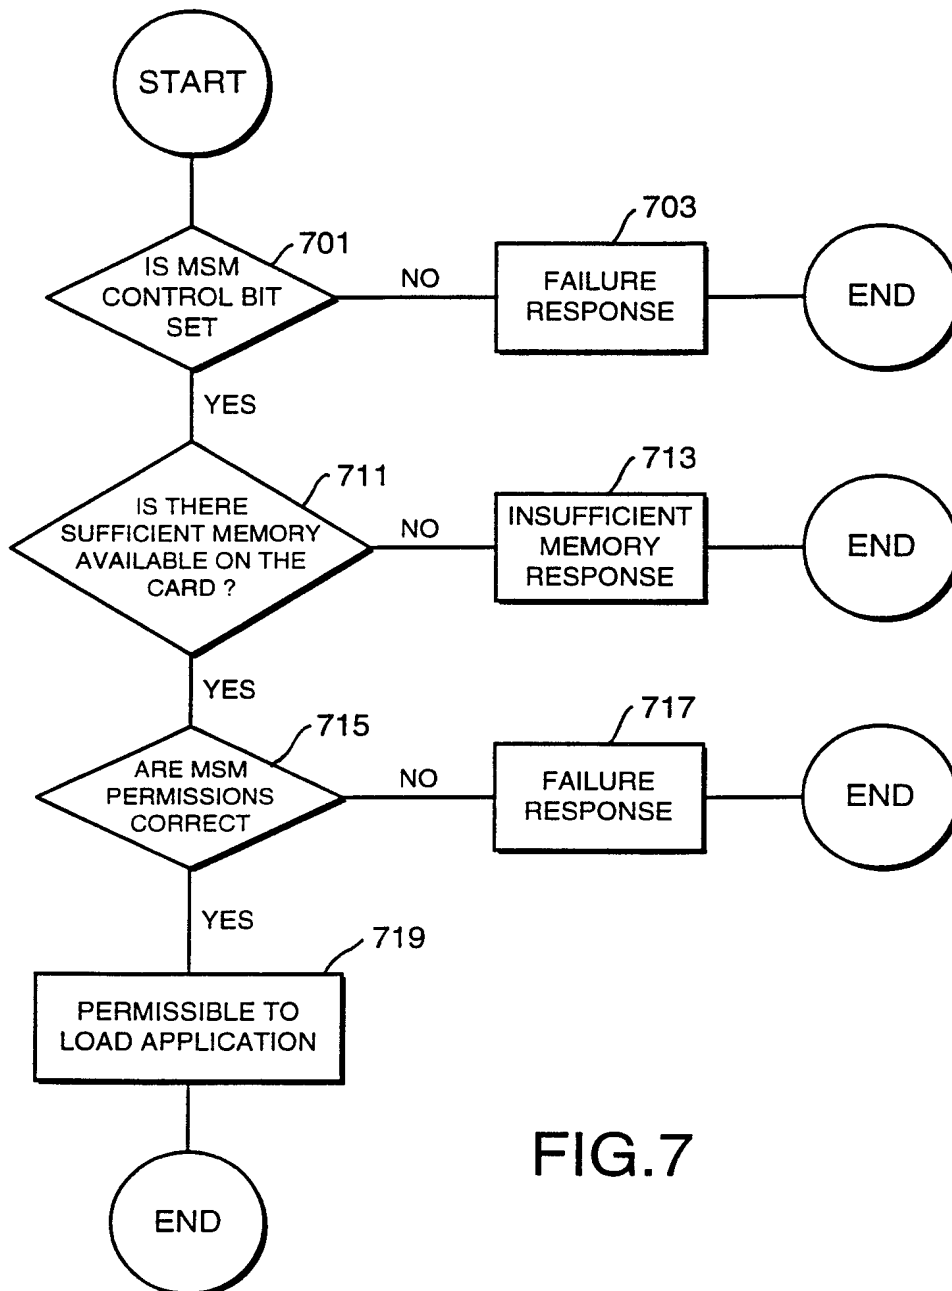 START
701
IS MSM
CONTROL BIT
SET
NO
703
FAILURE
RESPONSE
END
YES
711
IS THERE
SUFFICIENT MEMORY
AVAILABLE ON THE
CARD ?
NO
713
INSUFFICIENT
MEMORY
RESPONSE
END
YES
715
ARE MSM
PERMISSIONS
CORRECT
NO
717
FAILURE
RESPONSE
END
YES
719
PERMISSIBLE TO
LOAD APPLICATION
END
FIG.7